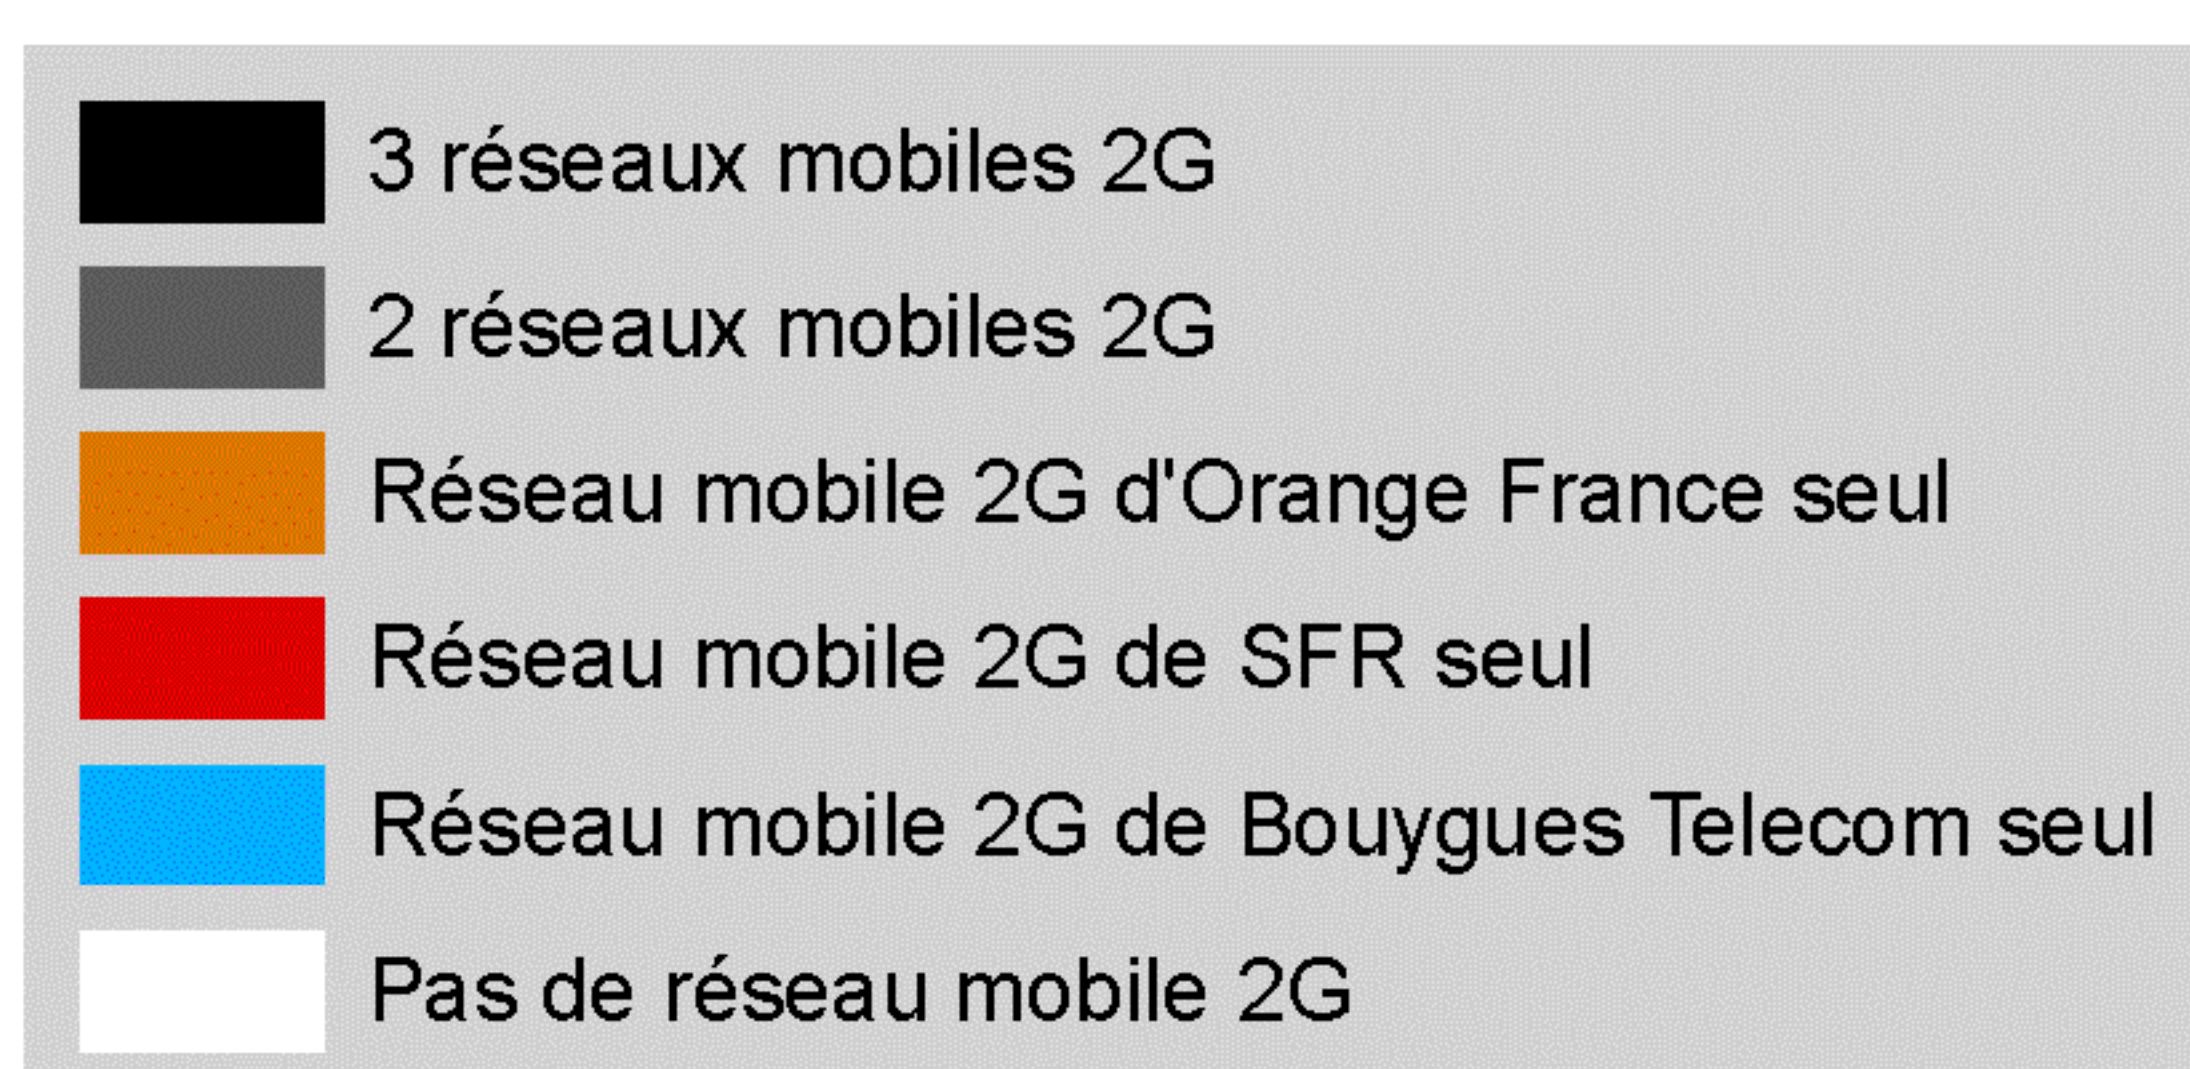 3 réseaux mobiles 2G
2 réseaux mobiles 2G
Réseau mobile 2G d'Orange France seul
Réseau mobile 2G de SFR seul
Réseau mobile 2G de Bouygues Telecom seul
Pas de réseau mobile 2G